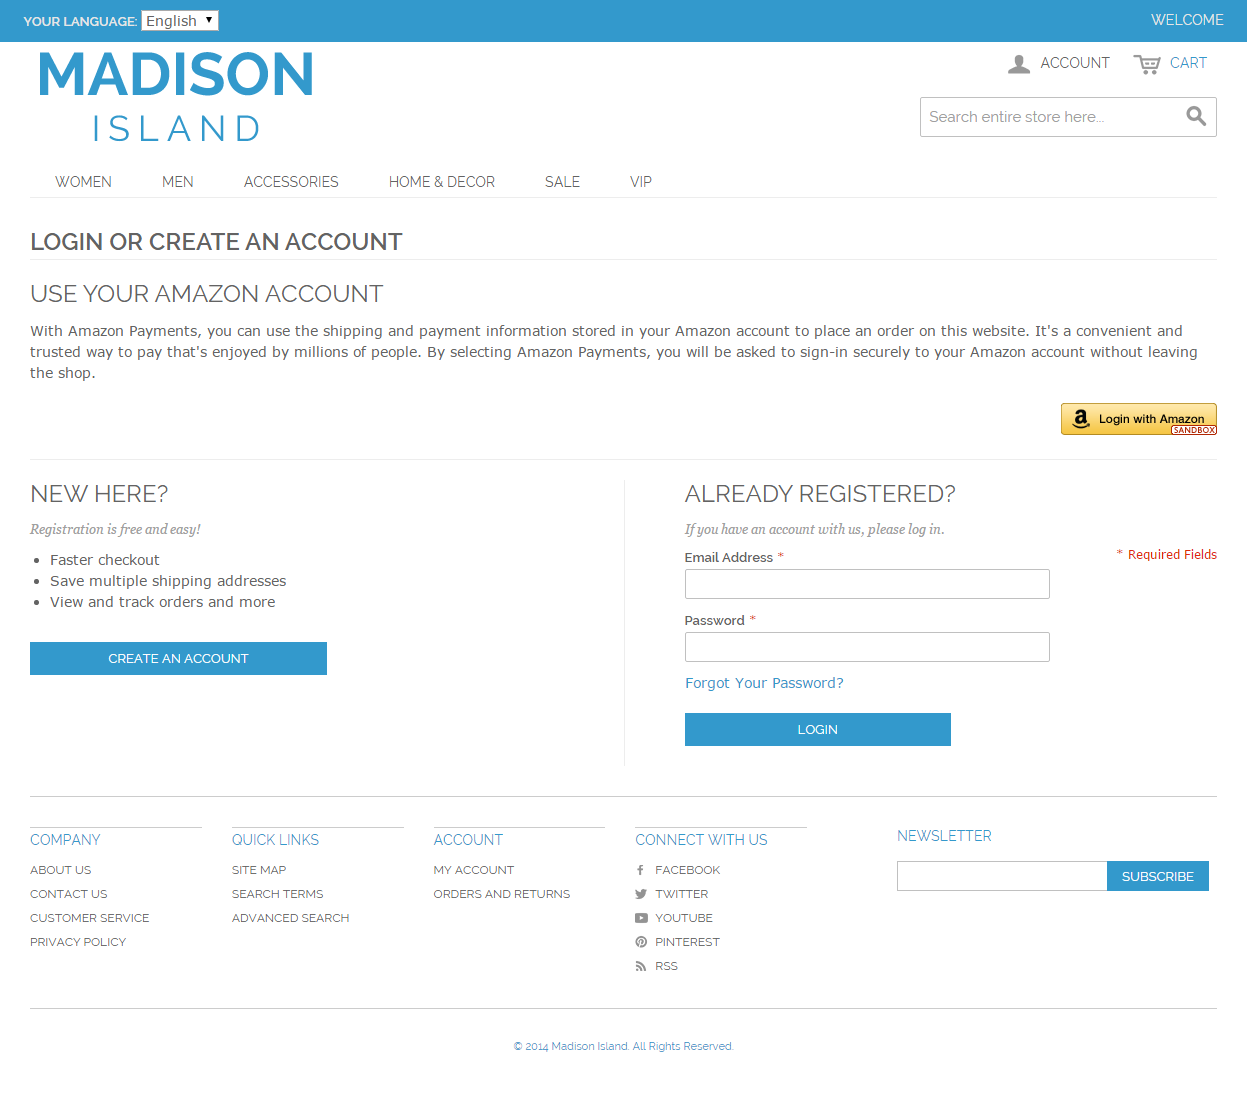 YOUR LANGUAGE: English
WELCOME
MADISON
ISLAND
ACCOUNT
CART
Search entire store here...
WOMEN MEN ACCESSORIES HOME & DECOR SALE VIP
LOGIN OR CREATE AN ACCOUNT
USE YOUR AMAZON ACCOUNT
With Amazon Payments, you can use the shipping and payment information stored in your Amazon account to place an order on this website. It's a convenient and
trusted way to pay that's enjoyed by millions of people. By selecting Amazon Payments, you will be asked to sign-in securely to your Amazon account without leaving
the shop.
Login with Amazon
SANDBOX
NEW HERE?
Registration is free and easy!
• Faster checkout
• Save multiple shipping addresses
• View and track orders and more
CREATE AN ACCOUNT
ALREADY REGISTERED?
If you have an account with us, please log in.
* Required Fields
Email Address *
Password *
Forgot Your Password?
LOGIN
COMPANY
ABOUT US
CONTACT US
CUSTOMER SERVICE
PRIVACY POLICY
QUICK LINKS
SITE MAP
SEARCH TERMS
ADVANCED SEARCH
ACCOUNT
MY ACCOUNT
ORDERS AND RETURNS
CONNECT WITH US
FACEBOOK
TWITTER
YOUTUBE
PINTEREST
RSS
NEWSLETTER
SUBSCRIBE
© 2014 Madison Island. All Rights Reserved.